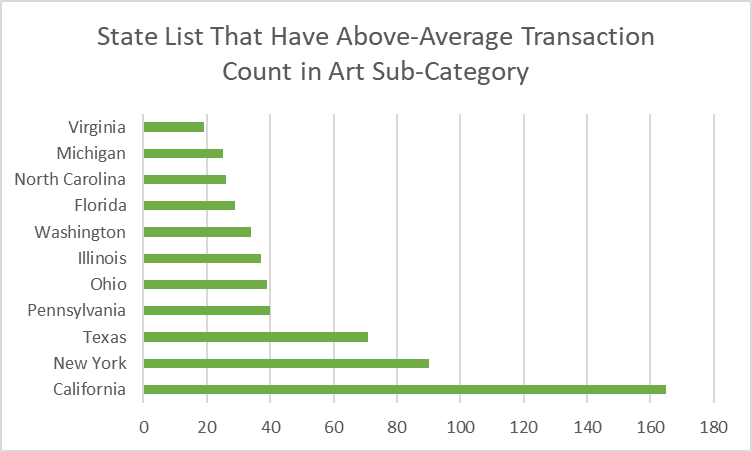 State List That Have Above-Average Transaction
Count in Art Sub-Category
Virginia
Michigan
North Carolina
Florida
Washington
Illinois
Ohio
Pennsylvania
Texas
New York
California
0 20 40 60 80 100 120 140 160 180